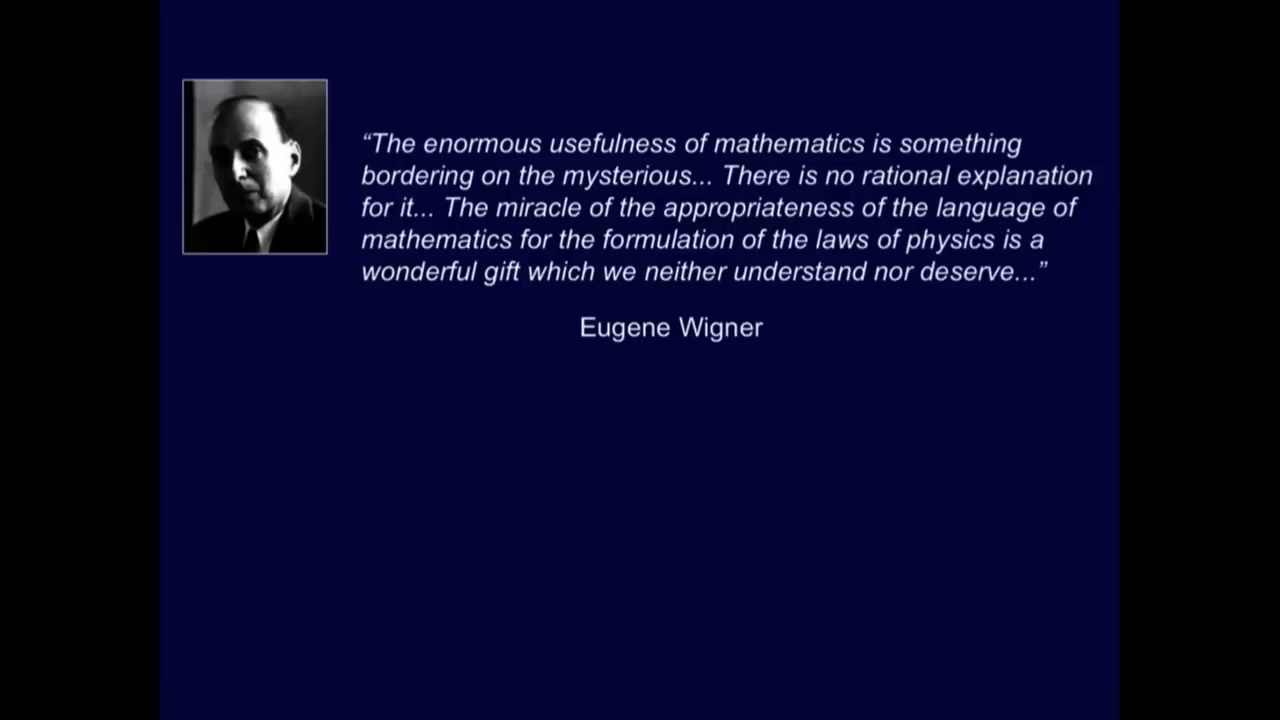 “The enormous usefulness of mathematics is something
bordering on the mysterious... There is no rational explanation
for it... The miracle of the appropriateness of the language of
mathematics for the formulation of the laws of physics is a
wonderful gift which we neither understand nor deserve...”
Eugene Wigner